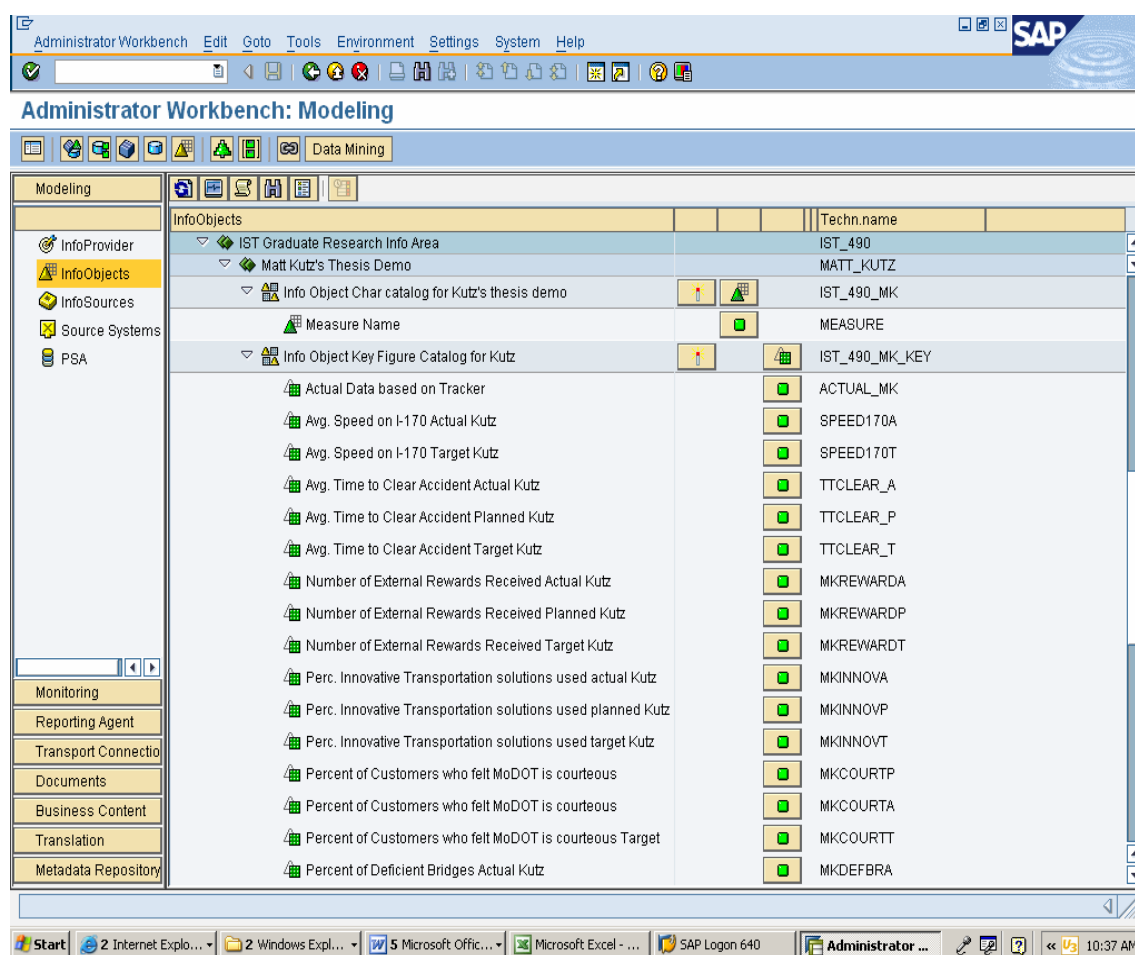 Administrator Workbench Edit Goto Tools Environment Settings System Help
SAP
Administrator Workbench: Modeling
Data Mining
Modeling
InfoObjects Techn.name
InfoProvider
InfoObjects
InfoSources
Source Systems
PSA
IST Graduate Research Info Area IST_490
Matt Kutz's Thesis Demo MATT_KUTZ
Info Object Char catalog for Kutz's thesis demo IST_490_MK
Measure Name MEASURE
Info Object Key Figure Catalog for Kutz IST_490_MK_KEY
Actual Data based on Tracker ACTUAL_MK
Avg. Speed on I-170 Actual Kutz SPEED170A
Avg. Speed on I-170 Target Kutz SPEED170T
Avg. Time to Clear Accident Actual Kutz TTCLEAR_A
Avg. Time to Clear Accident Planned Kutz TTCLEAR_P
Avg. Time to Clear Accident Target Kutz TTCLEAR_T
Number of External Rewards Received Actual Kutz MKREWARDA
Number of External Rewards Received Planned Kutz MKREWARDP
Number of External Rewards Received Target Kutz MKREWARDT
Perc. Innovative Transportation solutions used actual Kutz MKINNOVA
Perc. Innovative Transportation solutions used planned Kutz MKINNOVP
Perc. Innovative Transportation solutions used target Kutz MKINNOVT
Percent of Customers who felt MoDOT is courteous MKCOURTP
Percent of Customers who felt MoDOT is courteous MKCOURTA
Percent of Customers who felt MoDOT is courteous Target MKCOURTT
Percent of Deficient Bridges Actual Kutz MKDEFBRA
Monitoring
Reporting Agent
Transport Connectio
Documents
Business Content
Translation
Metadata Repository
Start 2 Internet Explo... 2 Windows Expl... 5 Microsoft Offic... Microsoft Excel - ... SAP Logon 640 Administrator ... « V3 10:37 AM